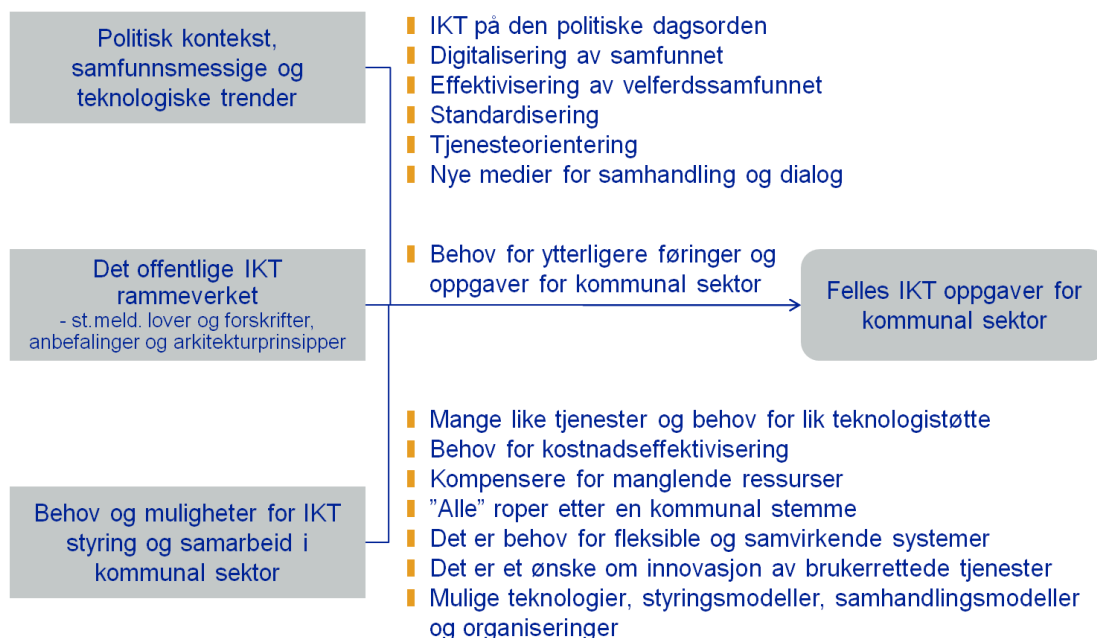 Politisk kontekst,
samfunnsmessige og
teknologiske trender
IKT på den politiske dagsorden
Digitalisering av samfunnet
Effektivisering av velferdssamfunnet
Standardisering
Tjenesteorientering
Nye medier for samhandling og dialog
Det offentlige IKT
rammeverket
- st.meld. lover og forskrifter,
anbefalinger og arkitekturprinsipper
Behov for ytterligere føringer og
oppgaver for kommunal sektor
Felles IKT oppgaver for
kommunal sektor
Behov og muligheter for IKT
styring og samarbeid i
kommunal sektor
Mange like tjenester og behov for lik teknologistøtte
Behov for kostnadseffektivisering
Kompensere for manglende ressurser
”Alle” roper etter en kommunal stemme
Det er behov for fleksible og samvirkende systemer
Det er et ønske om innovasjon av brukerrettede tjenester
Mulige teknologier, styringsmodeller, samhandlingsmodeller
og organiseringer